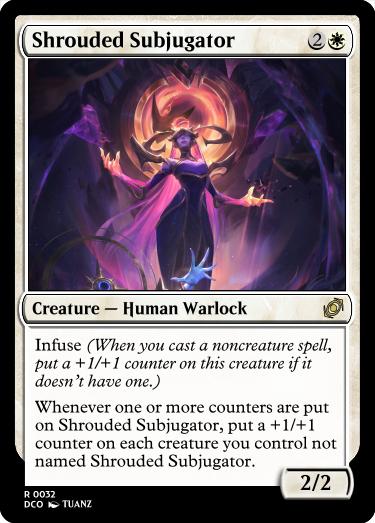 Shrouded Subjugator 2
Creature — Human Warlock
Infuse (When you cast a noncreature spell,
put a +1/+1 counter on this creature if it
doesn't have one.)
Whenever one or more counters are put
on Shrouded Subjugator, put a +1/+1
counter on each creature you control not
named Shrouded Subjugator.
2/2
R 0032
DCO TUANZ